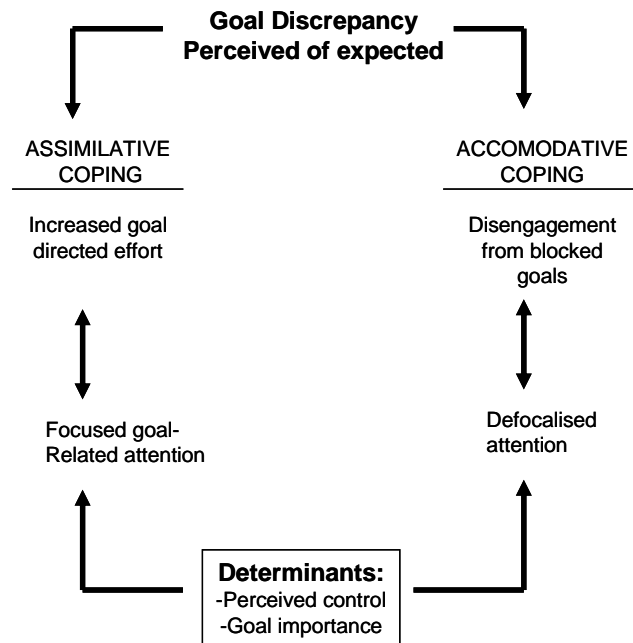 Goal Discrepancy
Perceived of expected
ASSIMILATIVE
COPING
Increased goal
directed effort
Focused goal-
Related attention
ACCOMODATIVE
COPING
Disengagement
from blocked
goals
Defocalised
attention
Determinants:
-Perceived control
-Goal importance